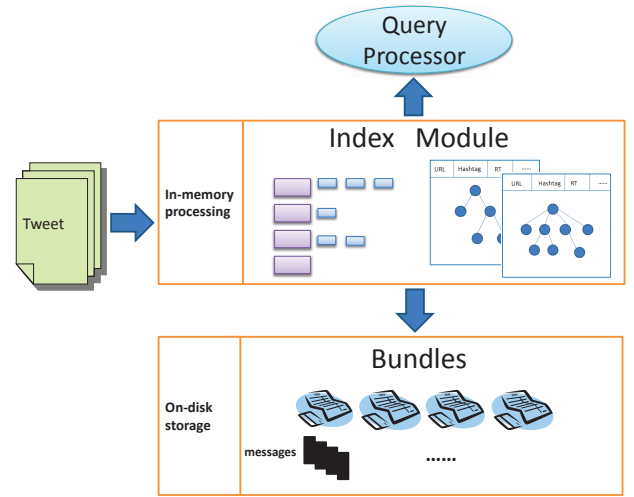 Query
Processor
Index Module
URL Hashtag RT ......
URL Hashtag RT ......
In-memory
processing
Tweet
Bundles
On-disk
storage
messages
......